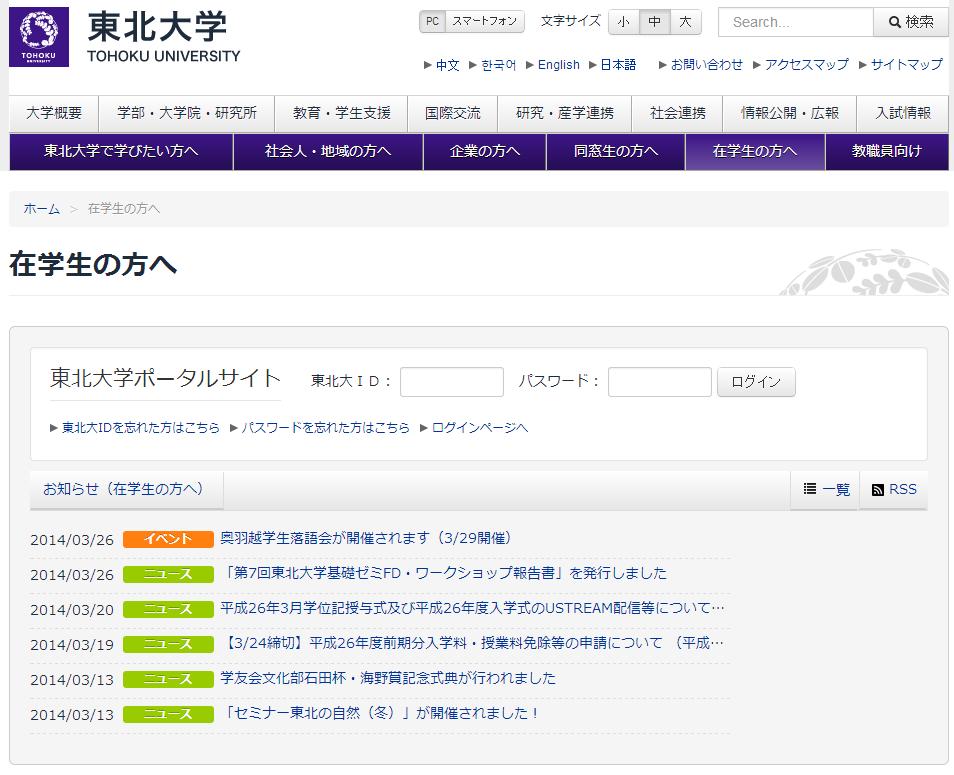 東北大学
TOHOKU UNIVERSITY
TOHOKU
UNIVERSITY
PC スマートフォン 文字サイズ 小 中 大 Search... 検索
中文 한국어 English 日本語 お問い合わせ アクセスマップ サイトマップ
大学概要 学部・大学院・研究所 教育・学生支援 国際交流 研究・産学連携 社会連携 情報公開・広報 入試情報
東北大学で学びたい方へ 社会人・地域の方へ 企業の方へ 同窓生の方へ 在学生の方へ 教職員向け
ホーム > 在学生の方へ
在学生の方へ
東北大学ポータルサイト 東北大ＩＤ： パスワード： ログイン
東北大IDを忘れた方はこちら パスワードを忘れた方はこちら ログインページへ
お知らせ（在学生の方へ） 一覧 RSS
2014/03/26 イベント 奥羽越学生落語会が開催されます（3/29開催）
2014/03/26 ニュース 「第7回東北大学基礎ゼミFD・ワークショップ報告書」を発行しました
2014/03/20 ニュース 平成26年3月学位記授与式及び平成26年度入学式のUSTREAM配信等について…
2014/03/19 ニュース 【3/24締切】平成26年度前期分入学料・授業料免除等の申請について （平成…
2014/03/13 ニュース 学友会文化部石田杯・海野賞記念式典が行われました
2014/03/13 ニュース 「セミナー東北の自然（冬）」が開催されました！